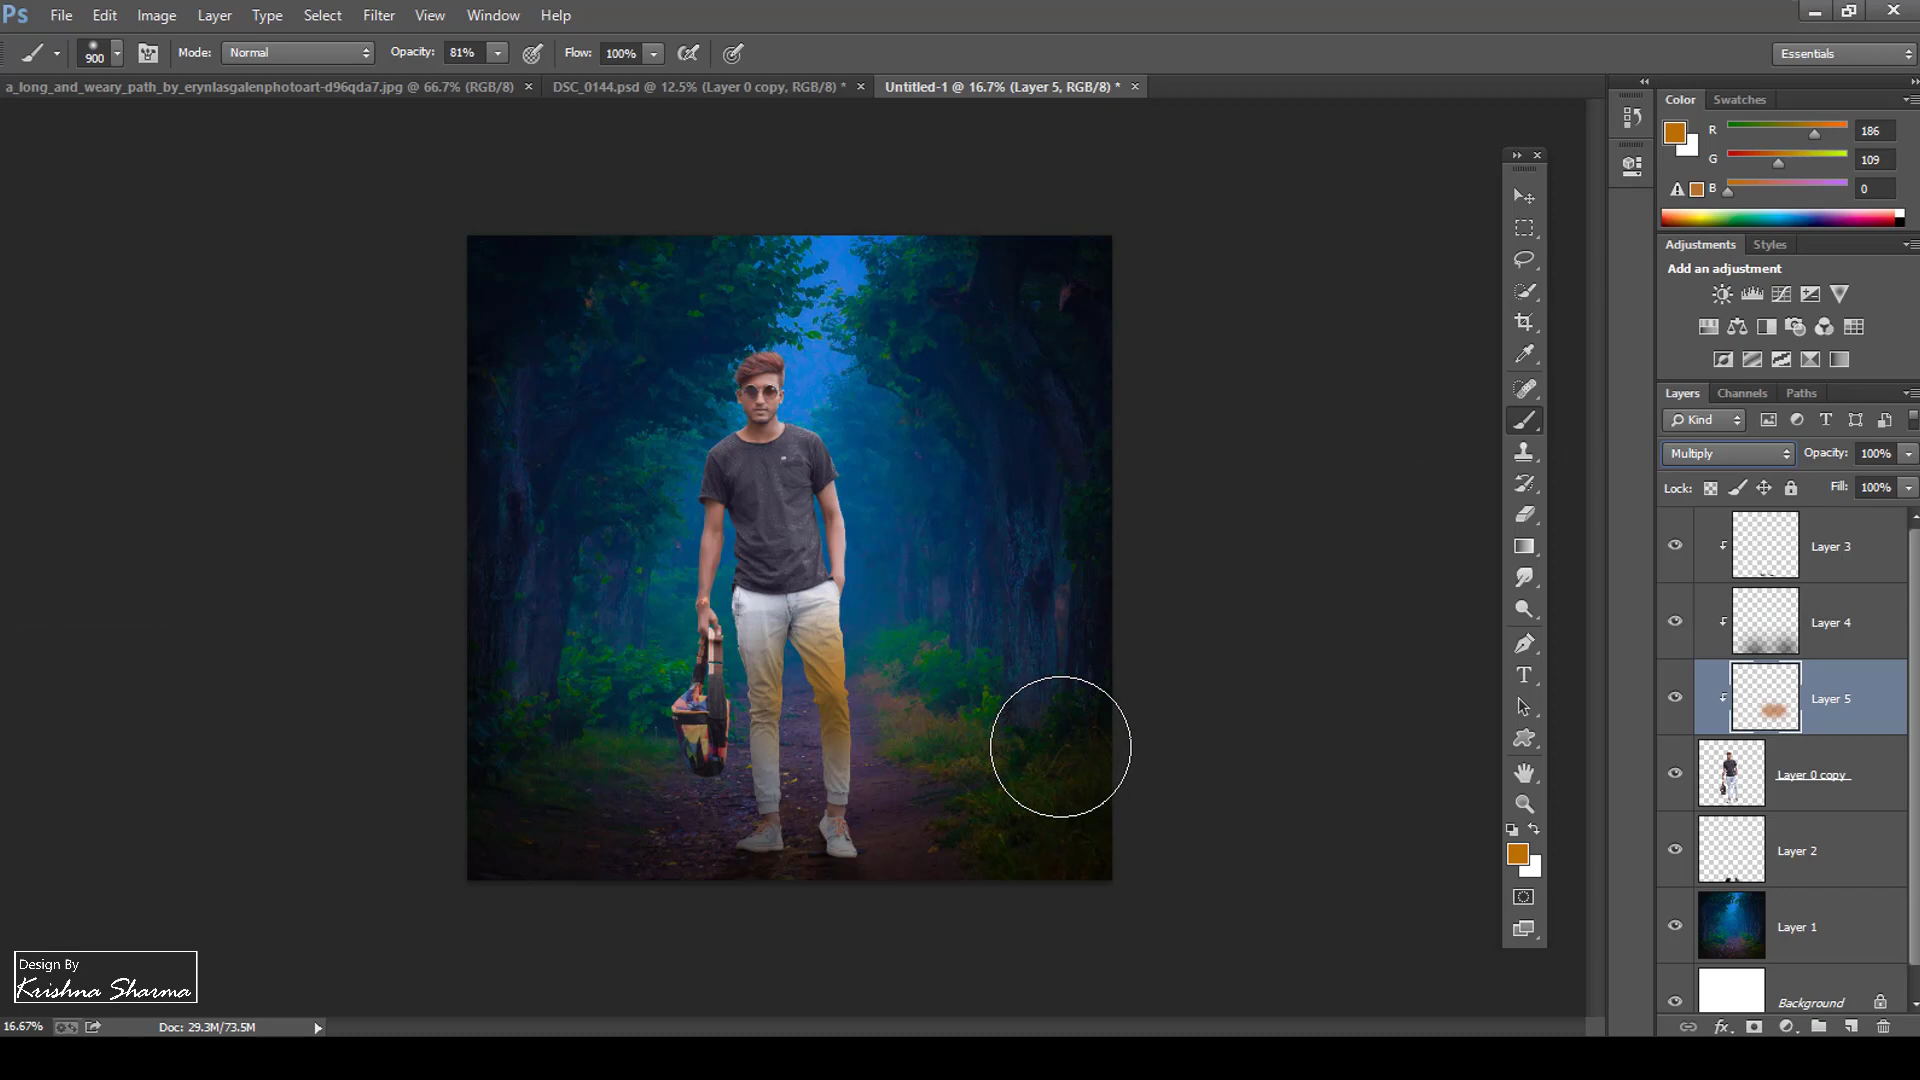 Ps File Edit Image Layer Type Select Filter View Window Help
900 Mode: Normal Opacity: 81% Flow: 100% Essentials
a_long_and_weary_path_by_erynlasgalenphotoart-d96qda7.jpg @ 66.7% (RGB/8) × DSC_0144.psd @ 12.5% (Layer 0 copy, RGB/8) * × Untitled-1 @ 16.7% (Layer 5, RGB/8) * ×
Color Swatches
R 186
G 109
B 0
Adjustments Styles
Add an adjustment
Layers Channels Paths
Kind
Multiply Opacity: 100%
Lock: Fill: 100%
Layer 3
Layer 4
Layer 5
Layer 0 copy
Layer 2
Layer 1
Background
Design By
Krishna Sharma
16.67% Doc: 29.3M/73.5M